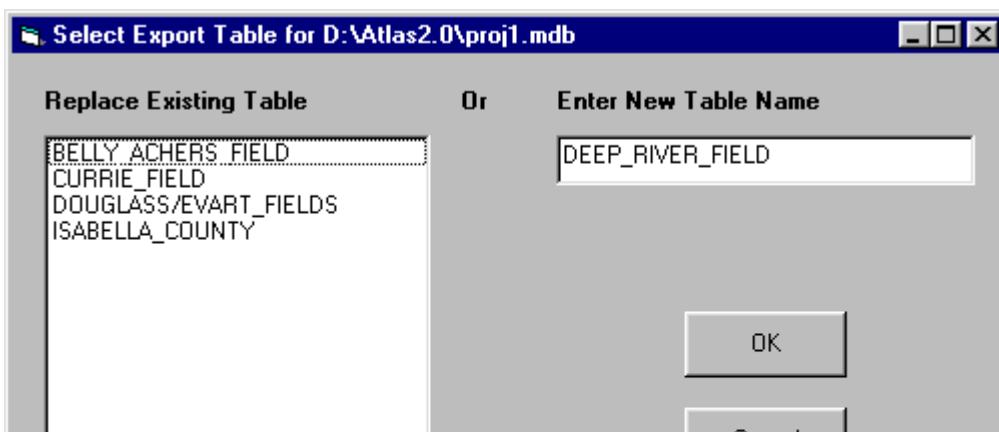 Select Export Table for D:\Atlas2.0\proj1.mdb
Replace Existing Table Or Enter New Table Name
BELLY_ACHERS_FIELD
DEEP_RIVER_FIELD
CURRIE_FIELD
DOUGLASS/EVART_FIELDS
ISABELLA_COUNTY
OK